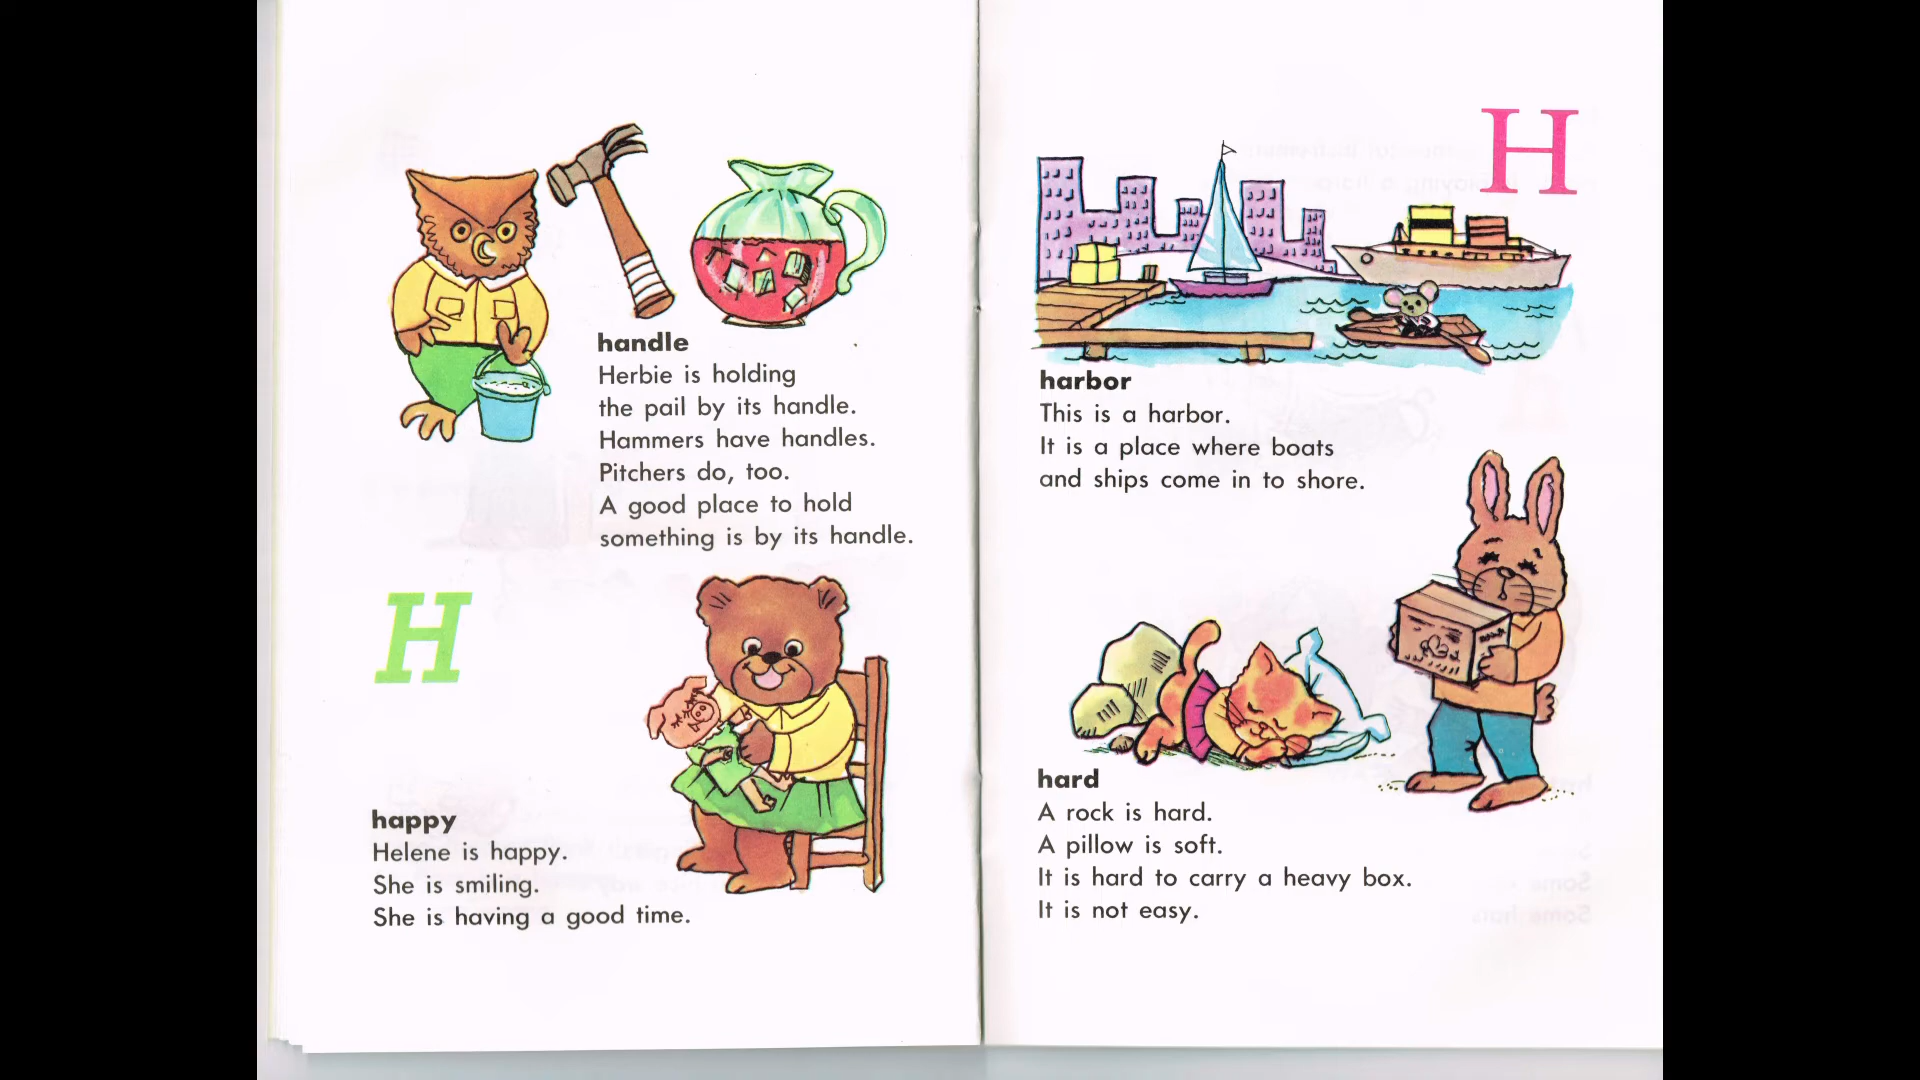 handle
Herbie is holding
the pail by its handle.
Hammers have handles.
Pitchers do, too.
A good place to hold
something is by its handle.
H
happy
Helene is happy.
She is smiling.
She is having a good time.
H
harbor
This is a harbor.
It is a place where boats
and ships come in to shore.
hard
A rock is hard.
A pillow is soft.
It is hard to carry a heavy box.
It is not easy.